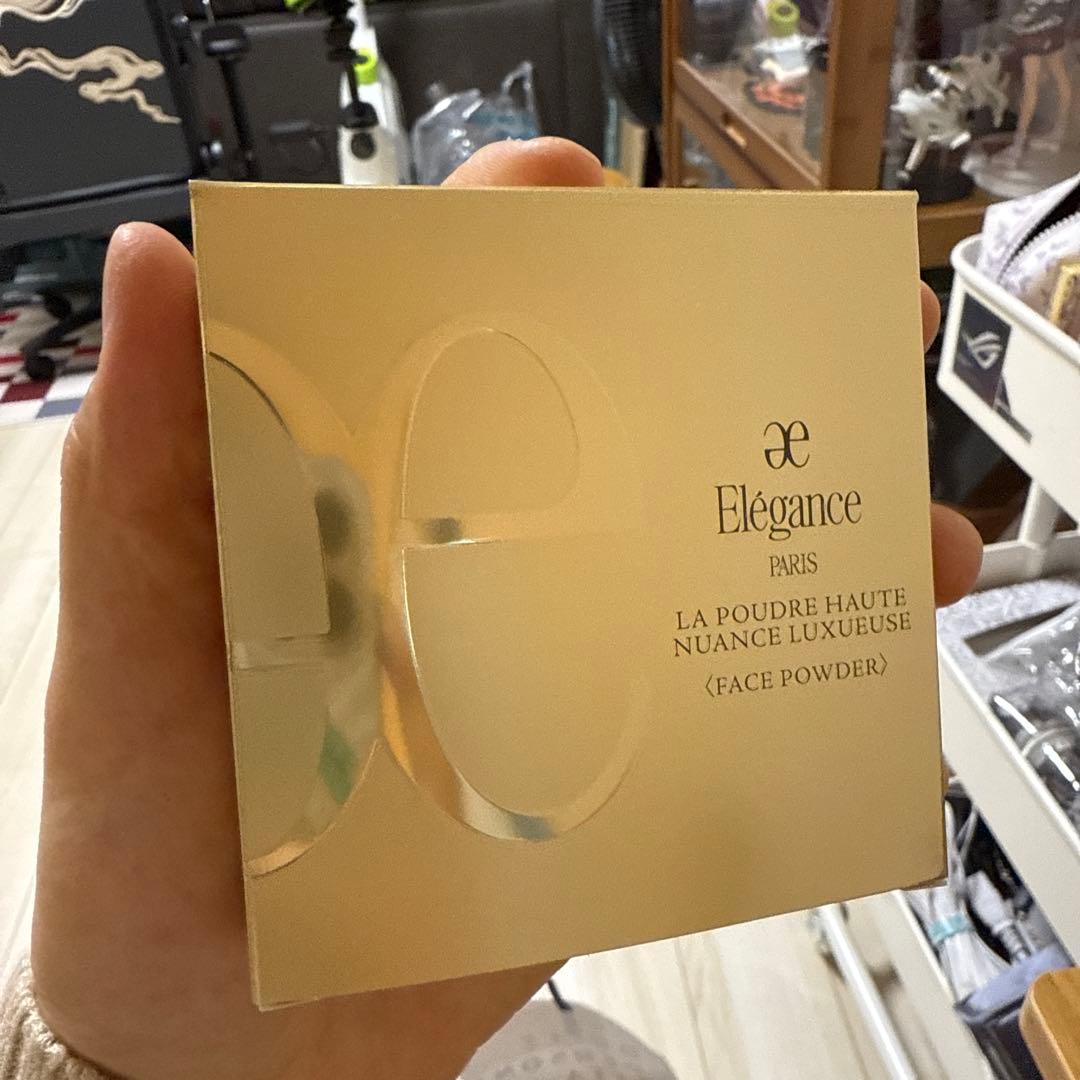 æ
Elégance
PARIS
LA POUDRE HAUTE
NUANCE LUXUEUSE
〈FACE POWDER〉